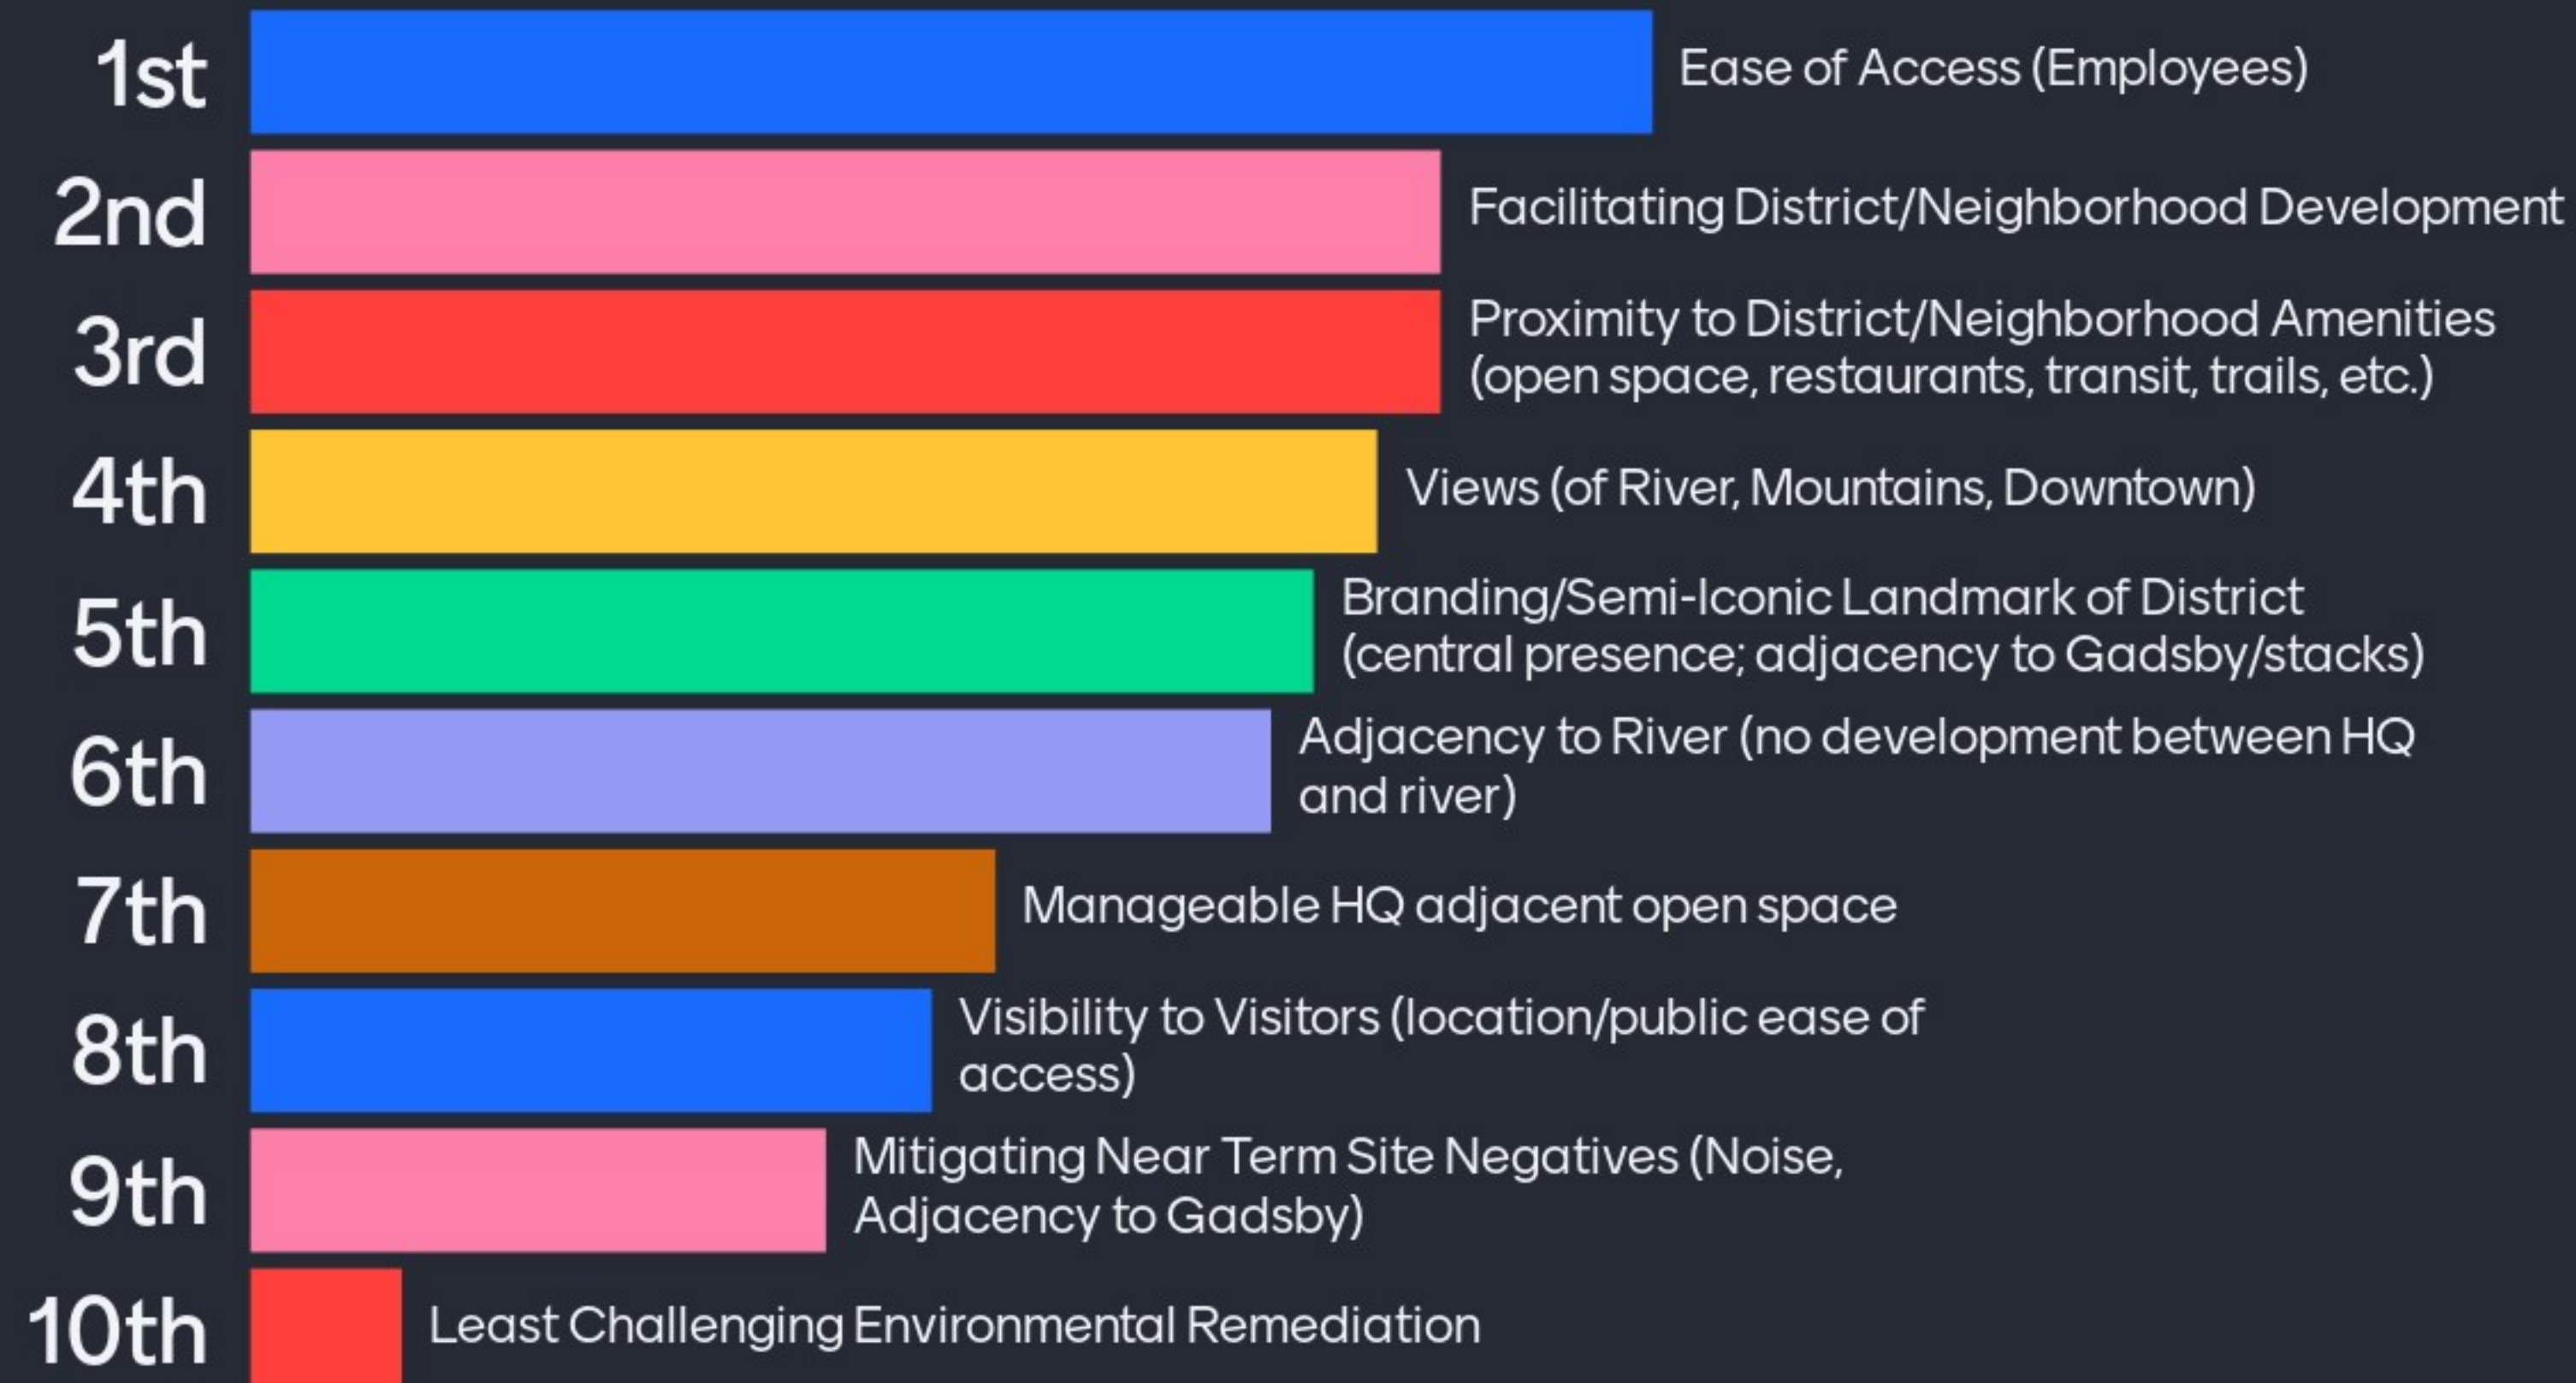 1st
Ease of Access (Employees)
2nd
Facilitating District/Neighborhood Development
3rd
Proximity to District/Neighborhood Amenities
(open space, restaurants, transit, trails, etc.)
4th
Views (of River, Mountains, Downtown)
5th
Branding/Semi-Iconic Landmark of District
(central presence; adjacency to Gadsby/stacks)
6th
Adjacency to River (no development between HQ
and river)
7th
Manageable HQ adjacent open space
8th
Visibility to Visitors (location/public ease of
access)
9th
Mitigating Near Term Site Negatives (Noise,
Adjacency to Gadsby)
10th
Least Challenging Environmental Remediation